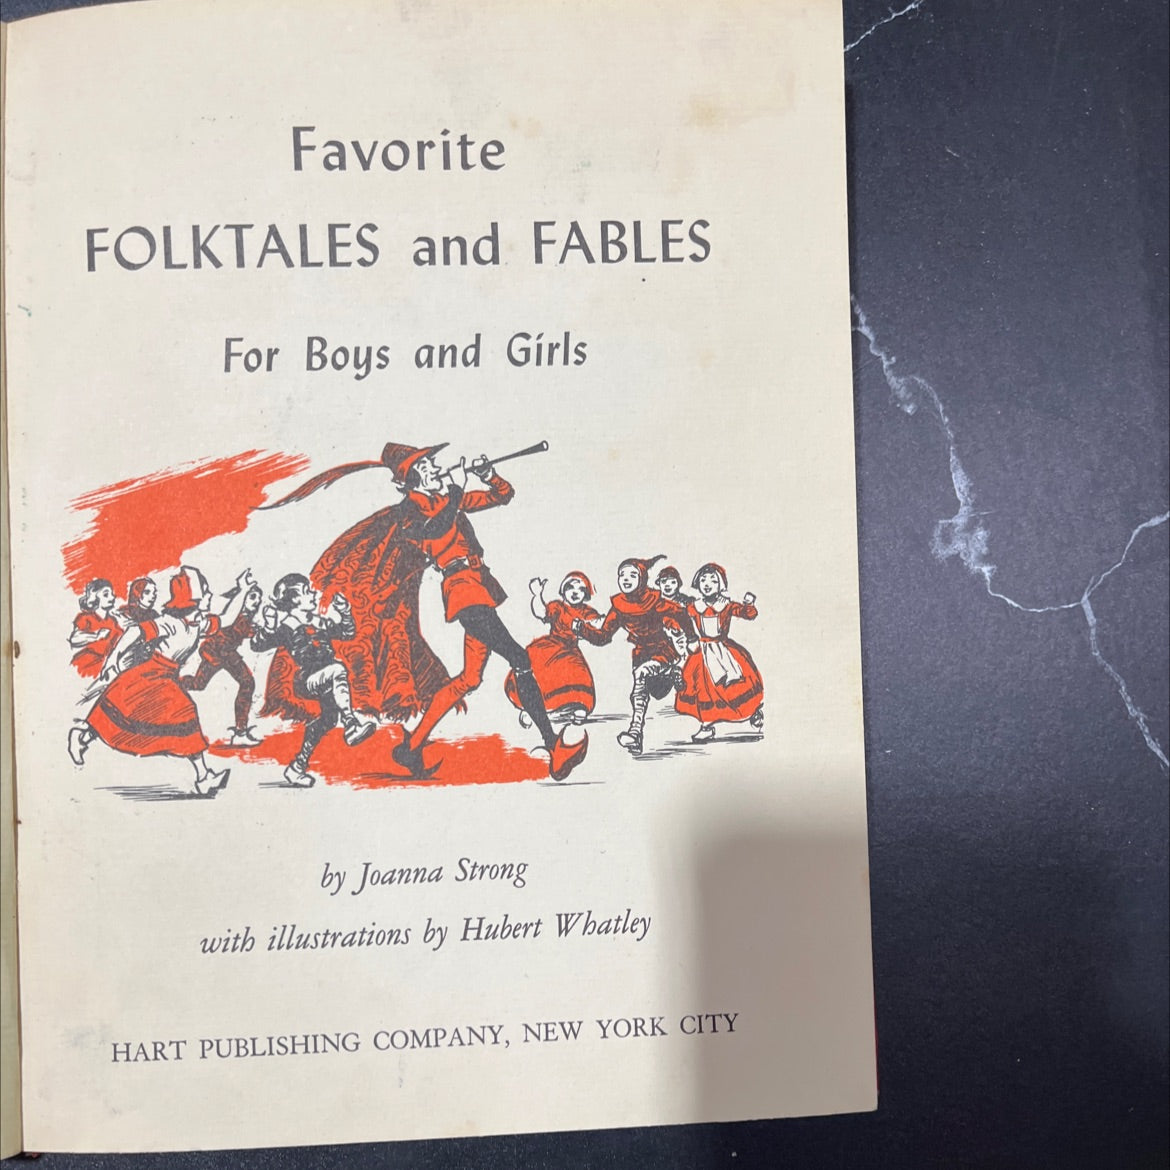 Favorite
FOLKTALES and FABLES
For Boys and Girls
by Joanna Strong
with illustrations by Hubert Whatley
HART PUBLISHING COMPANY, NEW YORK CITY